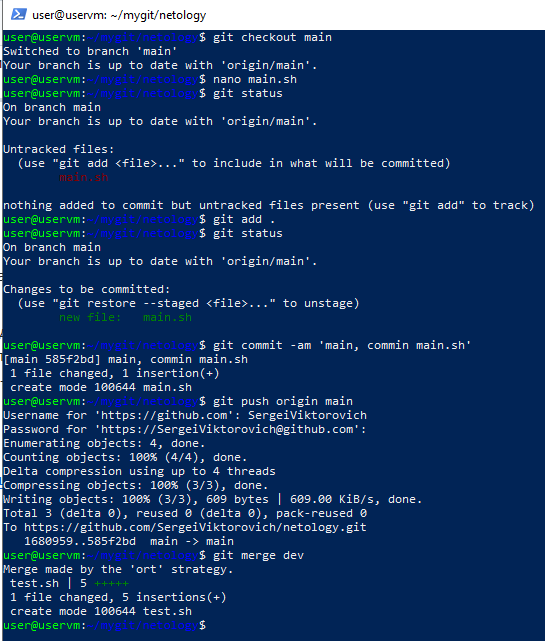 user@uservm: ~/mygit/netology
user@uservm:~/mygit/netology$ git checkout main
Switched to branch 'main'
Your branch is up to date with 'origin/main'.
user@uservm:~/mygit/netology$ nano main.sh
user@uservm:~/mygit/netology$ git status
On branch main
Your branch is up to date with 'origin/main'.
Untracked files:
  (use "git add <file>..." to include in what will be committed)
        main.sh
nothing added to commit but untracked files present (use "git add" to track)
user@uservm:~/mygit/netology$ git add .
user@uservm:~/mygit/netology$ git status
On branch main
Your branch is up to date with 'origin/main'.
Changes to be committed:
  (use "git restore --staged <file>..." to unstage)
        new file:   main.sh
user@uservm:~/mygit/netology$ git commit -am 'main, commin main.sh'
[main 585f2bd] main, commin main.sh
 1 file changed, 1 insertion(+)
 create mode 100644 main.sh
user@uservm:~/mygit/netology$ git push origin main
Username for 'https://github.com': SergeiViktorovich
Password for 'https://SergeiViktorovich@github.com':
Enumerating objects: 4, done.
Counting objects: 100% (4/4), done.
Delta compression using up to 4 threads
Compressing objects: 100% (3/3), done.
Writing objects: 100% (3/3), 609 bytes | 609.00 KiB/s, done.
Total 3 (delta 0), reused 0 (delta 0), pack-reused 0
To https://github.com/SergeiViktorovich/netology.git
   1680959..585f2bd  main -> main
user@uservm:~/mygit/netology$ git merge dev
Merge made by the 'ort' strategy.
 test.sh | 5 +++++
 1 file changed, 5 insertions(+)
 create mode 100644 test.sh
user@uservm:~/mygit/netology$